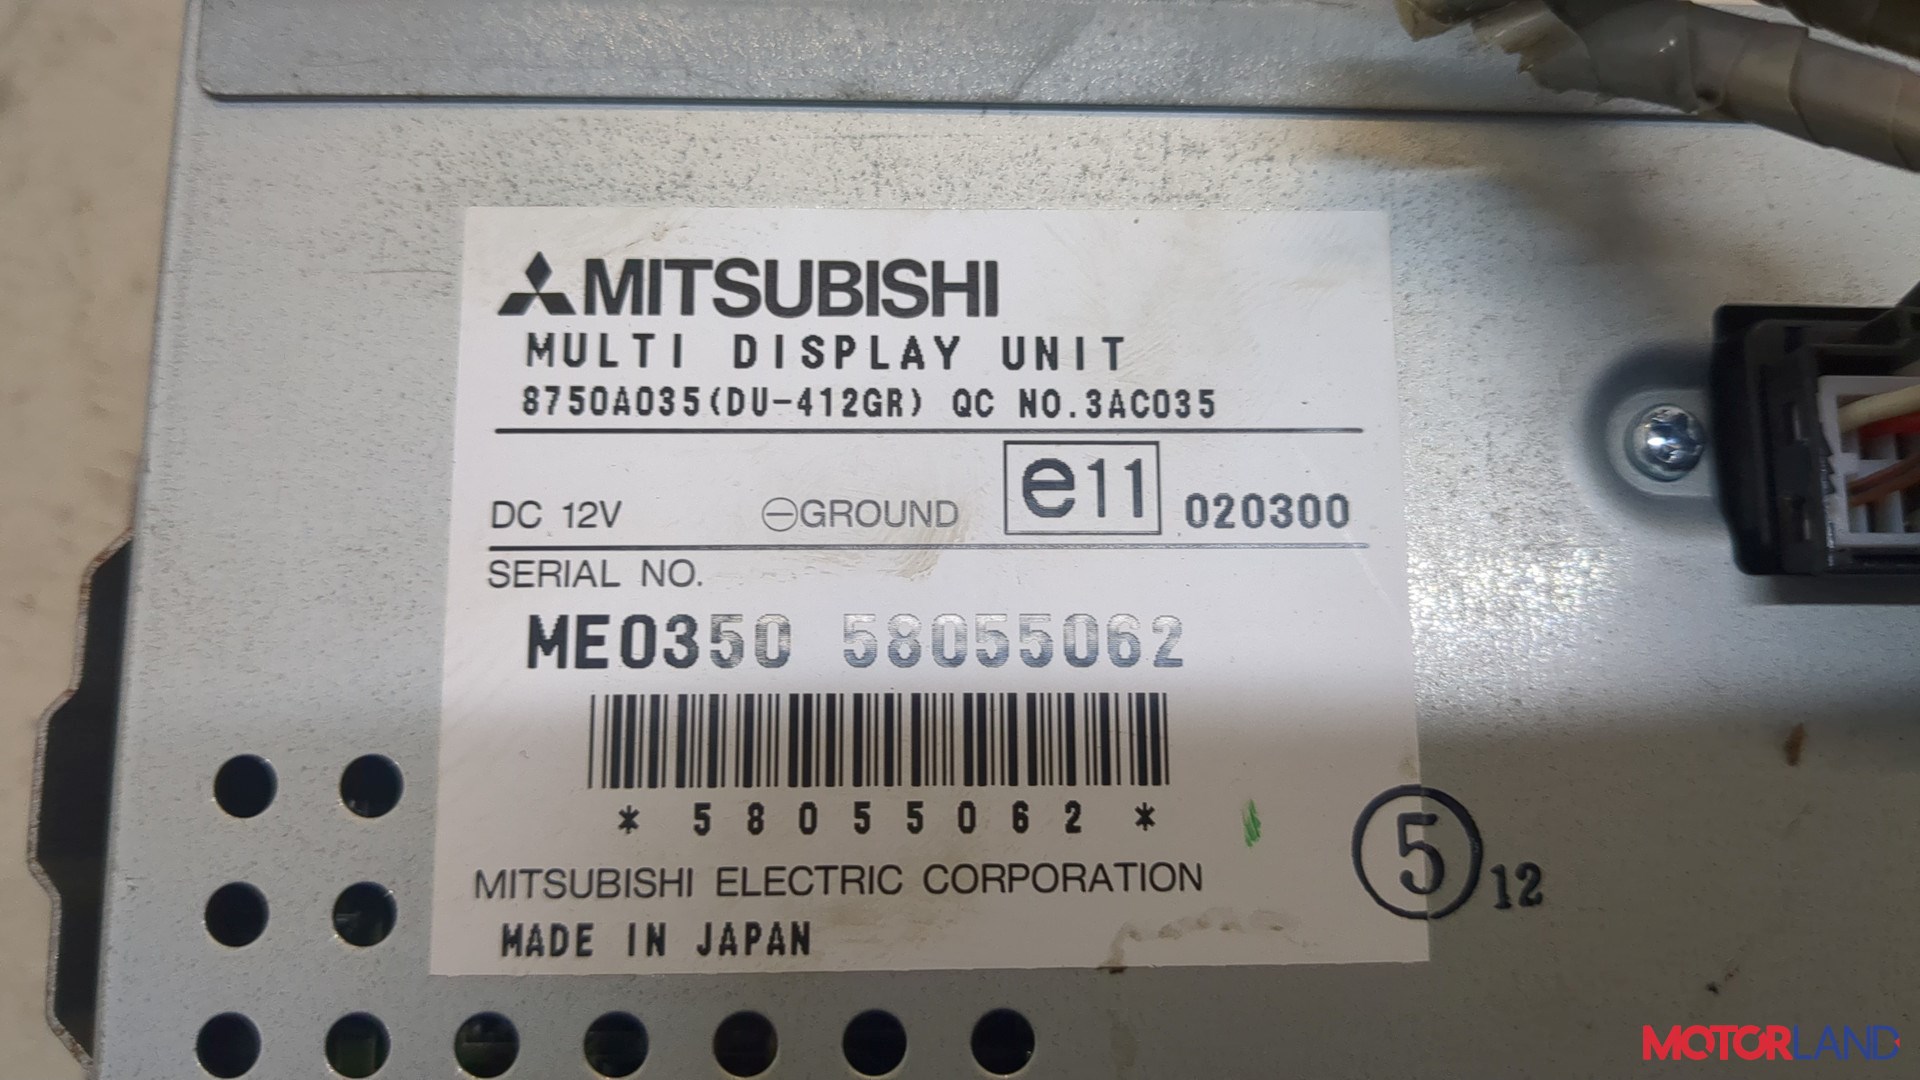 MITSUBISHI
MULTI DISPLAY UNIT
8750A035(DU-412GR) QC NO.3AC035
DC 12V ⊖GROUND e11 020300
SERIAL NO.
ME0350 58055062
* 5 8 0 5 5 0 6 2 *
MITSUBISHI ELECTRIC CORPORATION
MADE IN JAPAN
5 12
MOTORLAND